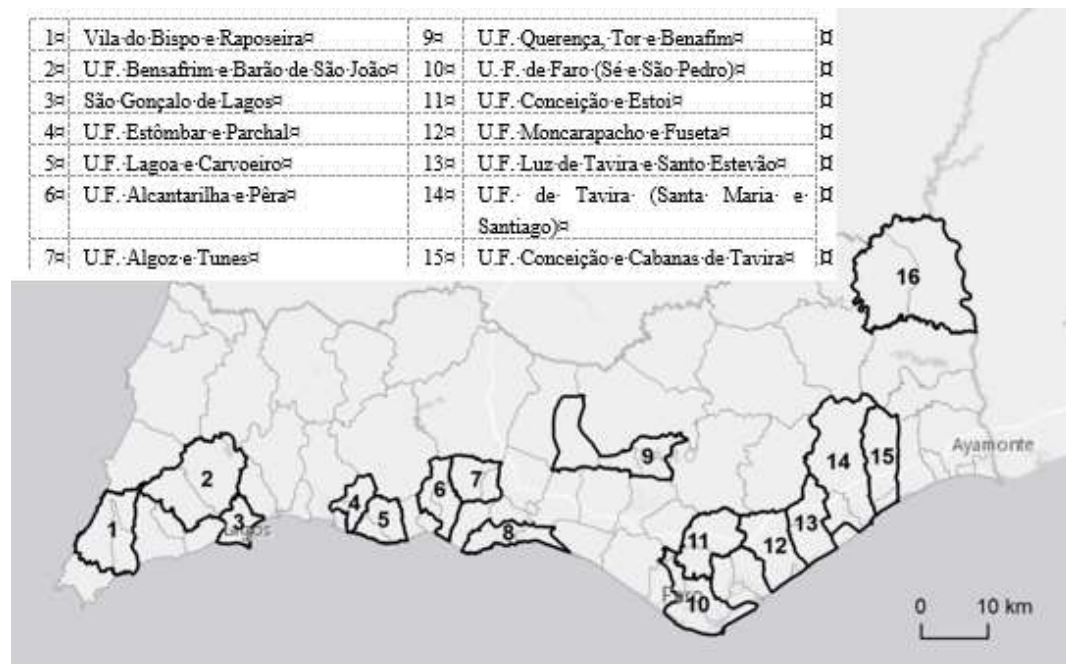 1¤ Vila·do·Bispo·e·Raposeira¤ 9¤ U.F.·Querença,·Tor·e·Benafim¤ ¤
2¤ U.F.·Bensafrim·e·Barão·de·São·João¤ 10¤ U.·F.·de·Faro·(Sé·e·São·Pedro)¤ ¤
3¤ São·Gonçalo·de·Lagos¤ 11¤ U.F.·Conceição·e·Estoi¤ ¤
4¤ U.F.·Estômbar·e·Parchal¤ 12¤ U.F.·Moncarapacho·e·Fuseta¤ ¤
5¤ U.F.·Lagoa·e·Carvoeiro¤ 13¤ U.F.·Luz·de·Tavira·e·Santo·Estevão¤ ¤
6¤ U.F.·Alcantarilha·e·Pêra¤ 14¤ U.F.· de· Tavira· (Santa· Maria· e· ¤
Santiago)¤
7¤ U.F.·Algoz·e·Tunes¤ 15¤ U.F.·Conceição·e·Cabanas·de·Tavira¤ ¤
16
Ayamonte
9
14
15
2
6
7
1
3
Lagos
4
5
8
11
12
13
Faro
10
0 10 km